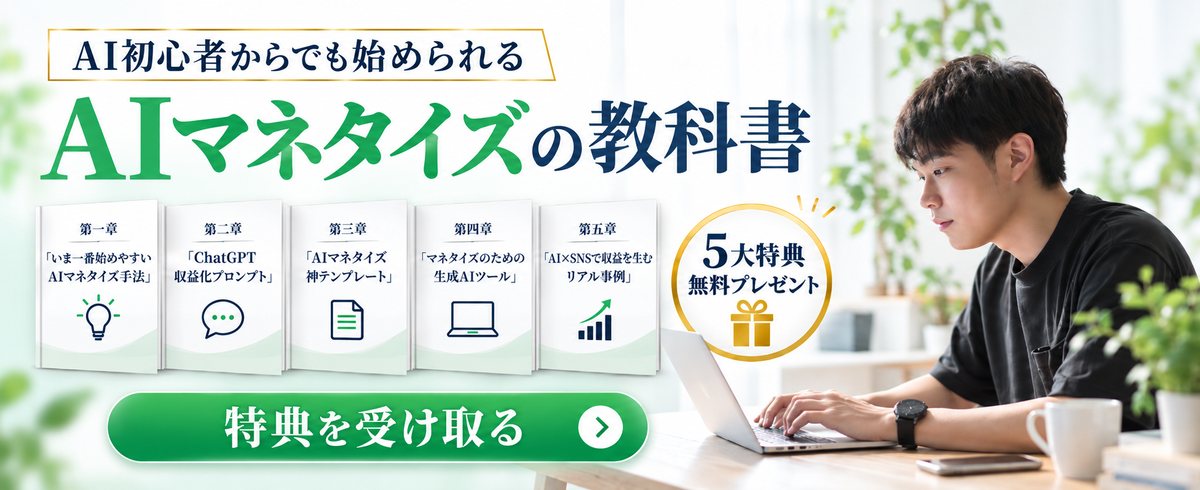 AI初心者からでも始められる
AIマネタイズの教科書
第一章
「いま一番始めやすい
AIマネタイズ手法」
第二章
「ChatGPT
収益化プロンプト」
第三章
「AIマネタイズ
神テンプレート」
第四章
「マネタイズのための
生成AIツール」
第五章
「AI×SNSで収益を生む
リアル事例」
5大特典
無料プレゼント
特典を受け取る